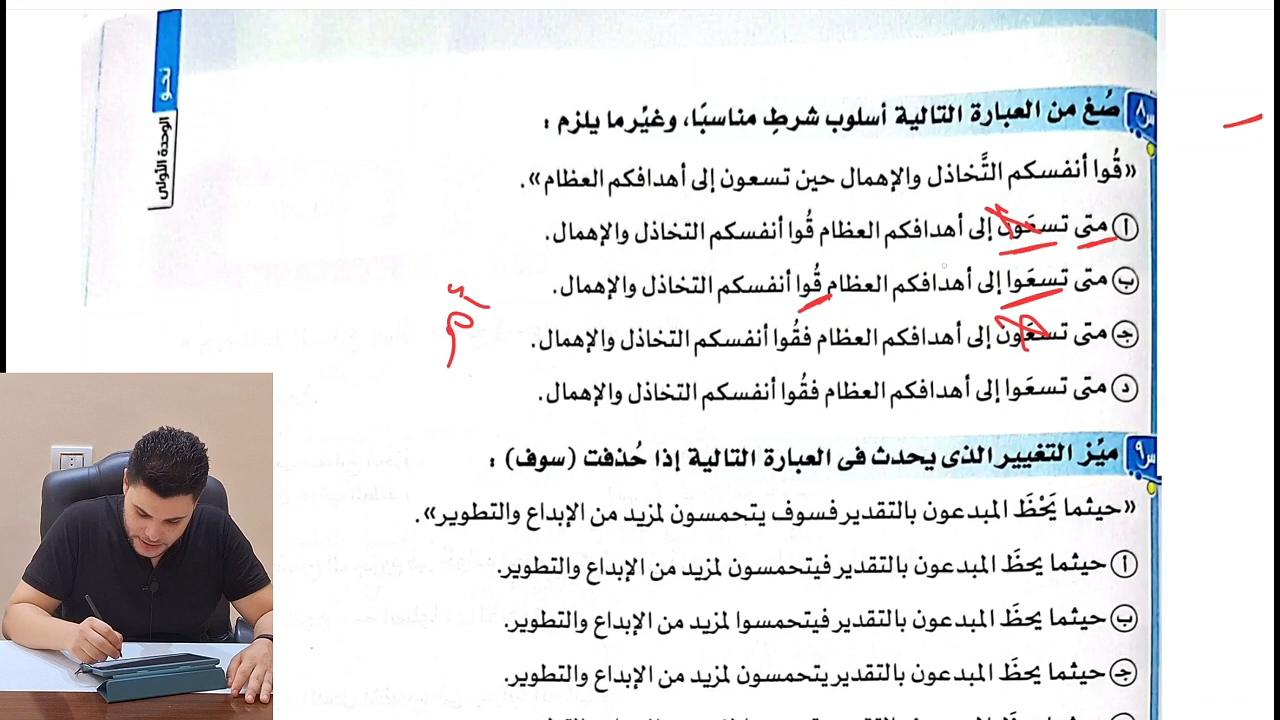 نحو
الوحدة الأولى
س٨ صُغ من العبارة التالية أسلوب شرطٍ مناسبًا، وغيِّر ما يلزم :
«قُوا أنفسكم التَّخاذل والإهمال حين تسعون إلى أهدافكم العظام».
أ متى تسعَون إلى أهدافكم العظام قُوا أنفسكم التخاذل والإهمال.
ب متى تسعَوا إلى أهدافكم العظام قُوا أنفسكم التخاذل والإهمال.
أمر
جـ متى تسعَون إلى أهدافكم العظام فقُوا أنفسكم التخاذل والإهمال.
د متى تسعَوا إلى أهدافكم العظام فقُوا أنفسكم التخاذل والإهمال.
س٩ ميِّز التغيير الذى يحدث فى العبارة التالية إذا حُذفت (سوف) :
«حيثما يَحْظَ المبدعون بالتقدير فسوف يتحمسون لمزيد من الإبداع والتطوير».
أ حيثما يحظَ المبدعون بالتقدير فيتحمسون لمزيد من الإبداع والتطوير.
ب حيثما يحظَ المبدعون بالتقدير فيتحمسوا لمزيد من الإبداع والتطوير.
جـ حيثما يحظَ المبدعون بالتقدير يتحمسون لمزيد من الإبداع والتطوير.